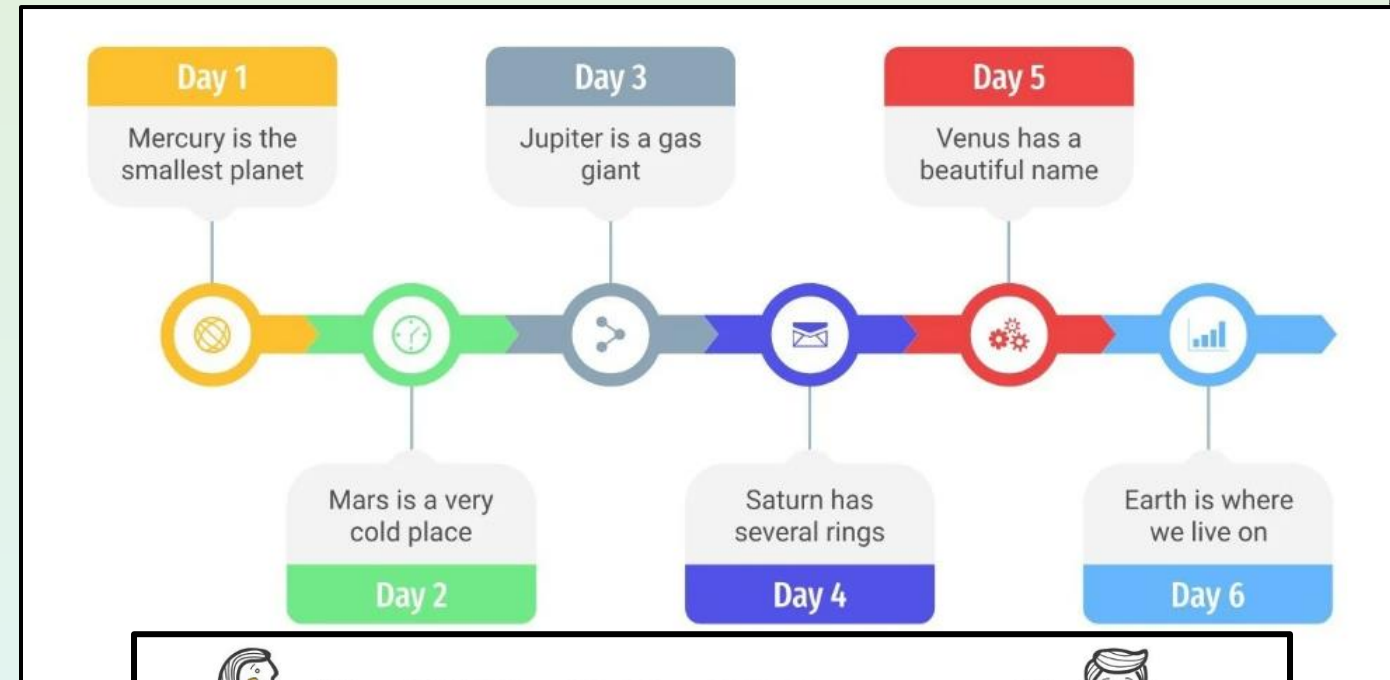 Day 1
Mercury is the
smallest planet
Day 3
Jupiter is a gas
giant
Day 5
Venus has a
beautiful name
Mars is a very
cold place
Day 2
Saturn has
several rings
Day 4
Earth is where
we live on
Day 6